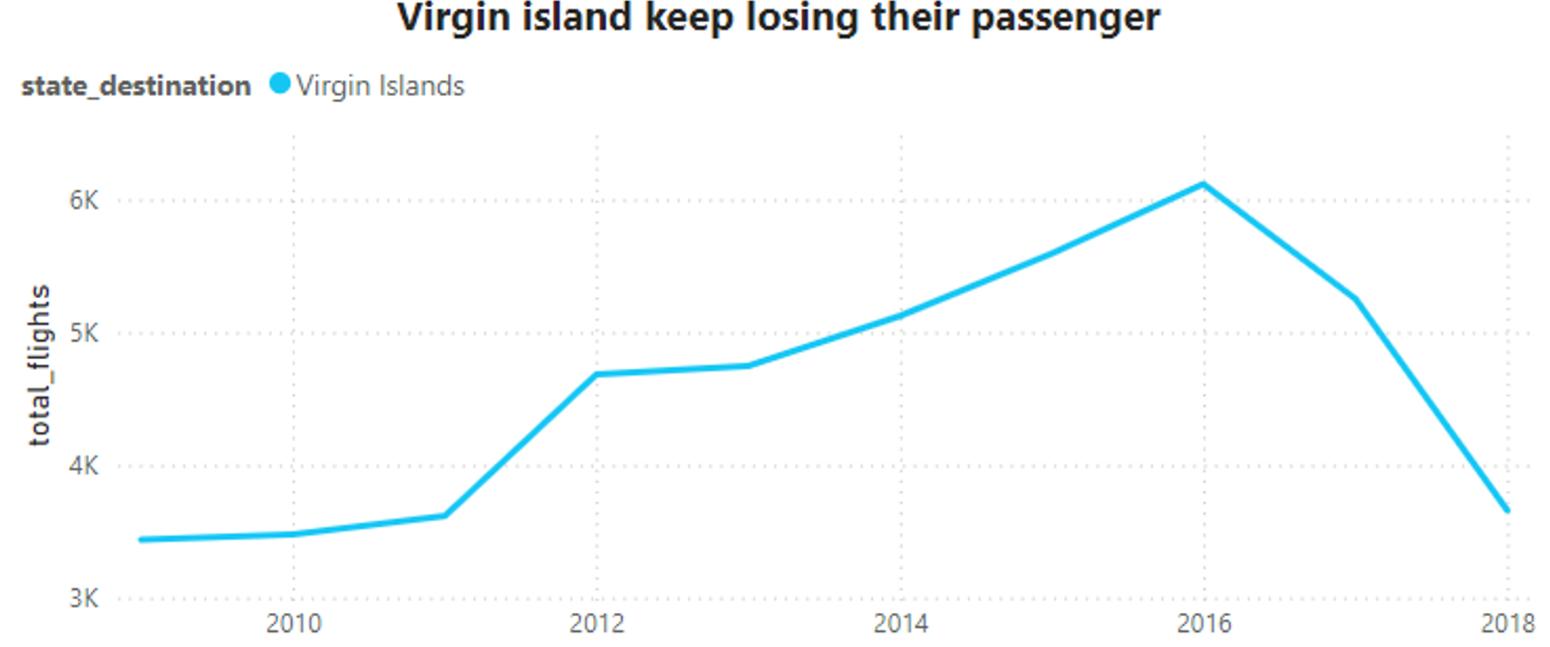 Virgin island keep losing their passenger
state_destination Virgin Islands
total_flights
6K
5K
4K
3K
2010 2012 2014 2016 2018